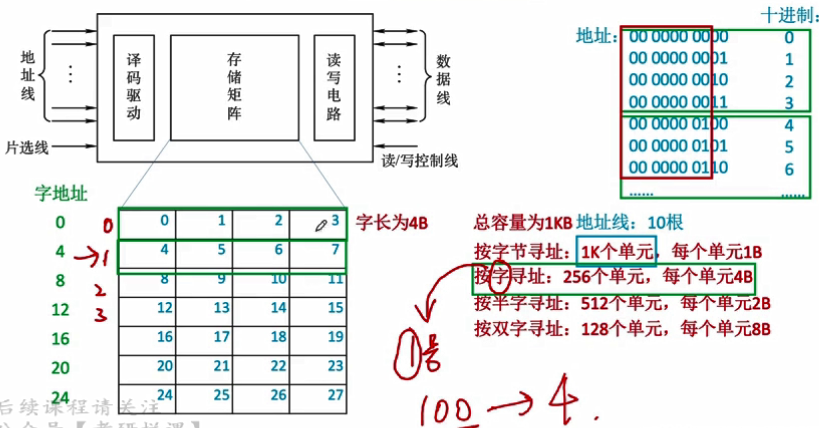 十进制：
地址：
00 0000 0000 0
00 0000 0001 1
00 0000 0010 2
00 0000 0011 3
00 0000 0100 4
00 0000 0101 5
00 0000 0110 6
...... ......
地址线
⋮
译码驱动
存储矩阵
读写电路
⋮
数据线
片选线
读/写控制线
字地址
0 0 0 1 2 3 字长为4B
4 →1 4 5 6 7
8 2 8 9 10 11
12 3 12 13 14 15
16 16 17 18 19
20 20 21 22 23
24 24 25 26 27
总容量为1KB 地址线：10根
按字节寻址：1K个单元，每个单元1B
按字寻址：256个单元，每个单元4B
按半字寻址：512个单元，每个单元2B
按双字寻址：128个单元，每个单元8B
1号
100 → 4.
后续课程请关注